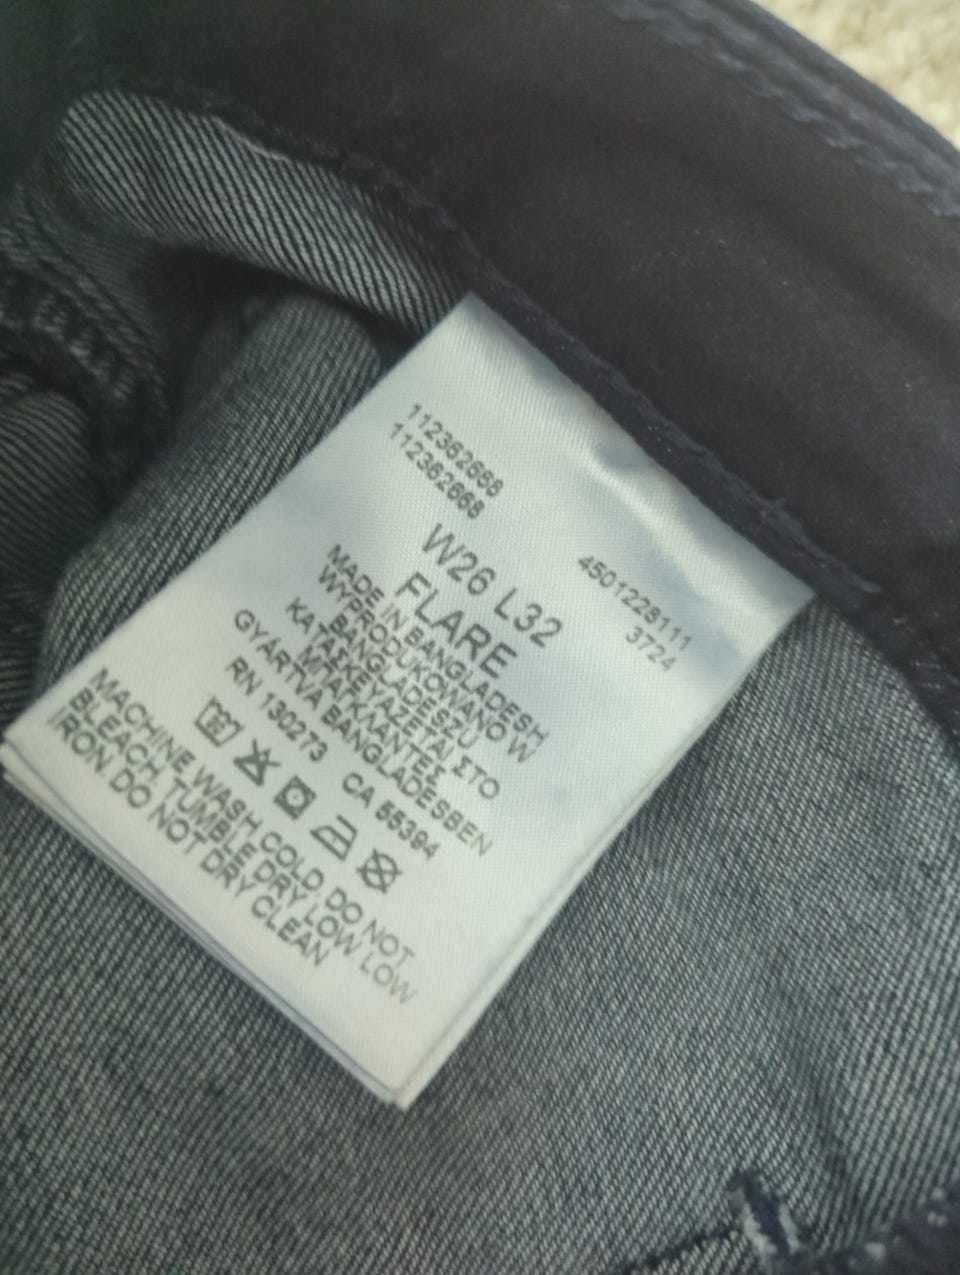 112362668
112362668
4501228111
3724
W26 L32
FLARE
MADE IN BANGLADESH
WYPRODUKOWANO W
BANGLADESZU
ΚΑΤΑΣΚΕΥΑΖΕΤΑΙ ΣΤΟ
ΜΠΑΓΚΛΑΝΤΕΣ
GYÁRTVA BANGLADESBEN
RN 130273 CA 55394
MACHINE WASH COLD. DO NOT
BLEACH. TUMBLE DRY LOW. LOW
IRON. DO NOT DRY CLEAN